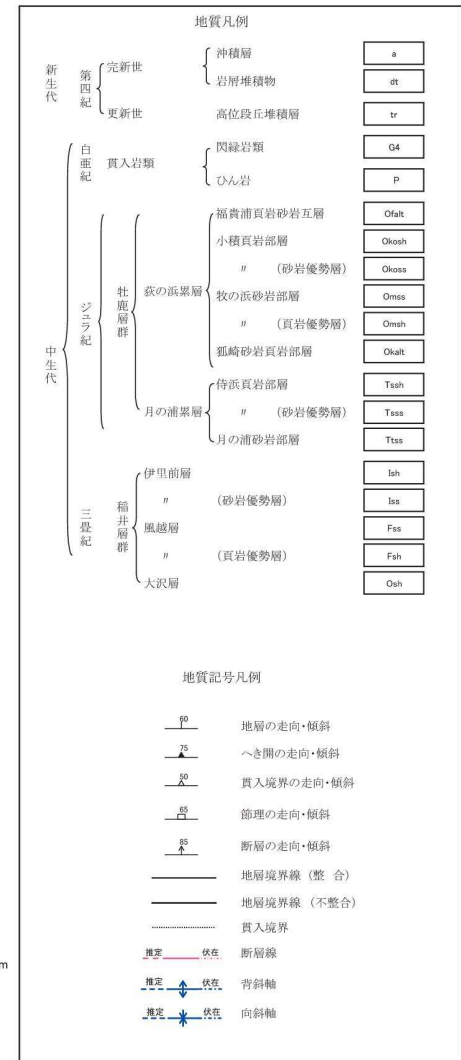 地質凡例
新生代 第四紀 完新世 沖積層 a
岩屑堆積物 dt
更新世 高位段丘堆積層 tr
中生代 白亜紀 貫入岩類 閃緑岩類 G4
ひん岩 P
ジュラ紀 牡鹿層群 荻の浜累層 福貴浦頁岩砂岩互層 Ofalt
小積頁岩部層 Okosh
〃 (砂岩優勢層) Okoss
牧の浜砂岩部層 Omss
〃 (頁岩優勢層) Omsh
狐崎砂岩頁岩部層 Okalt
月の浦累層 侍浜頁岩部層 Tssh
〃 (砂岩優勢層) Tsss
月の浦砂岩部層 Ttss
三畳紀 稲井層群 伊里前層 Ish
〃 (砂岩優勢層) Iss
風越層 Fss
〃 (頁岩優勢層) Fsh
大沢層 Osh
地質記号凡例
60 地層の走向・傾斜
75 へき開の走向・傾斜
50 貫入境界の走向・傾斜
65 節理の走向・傾斜
85 断層の走向・傾斜
地層境界線 (整 合)
地層境界線 (不整合)
貫入境界
推定 伏在 断層線
m
推定 伏在 背斜軸
推定 伏在 向斜軸